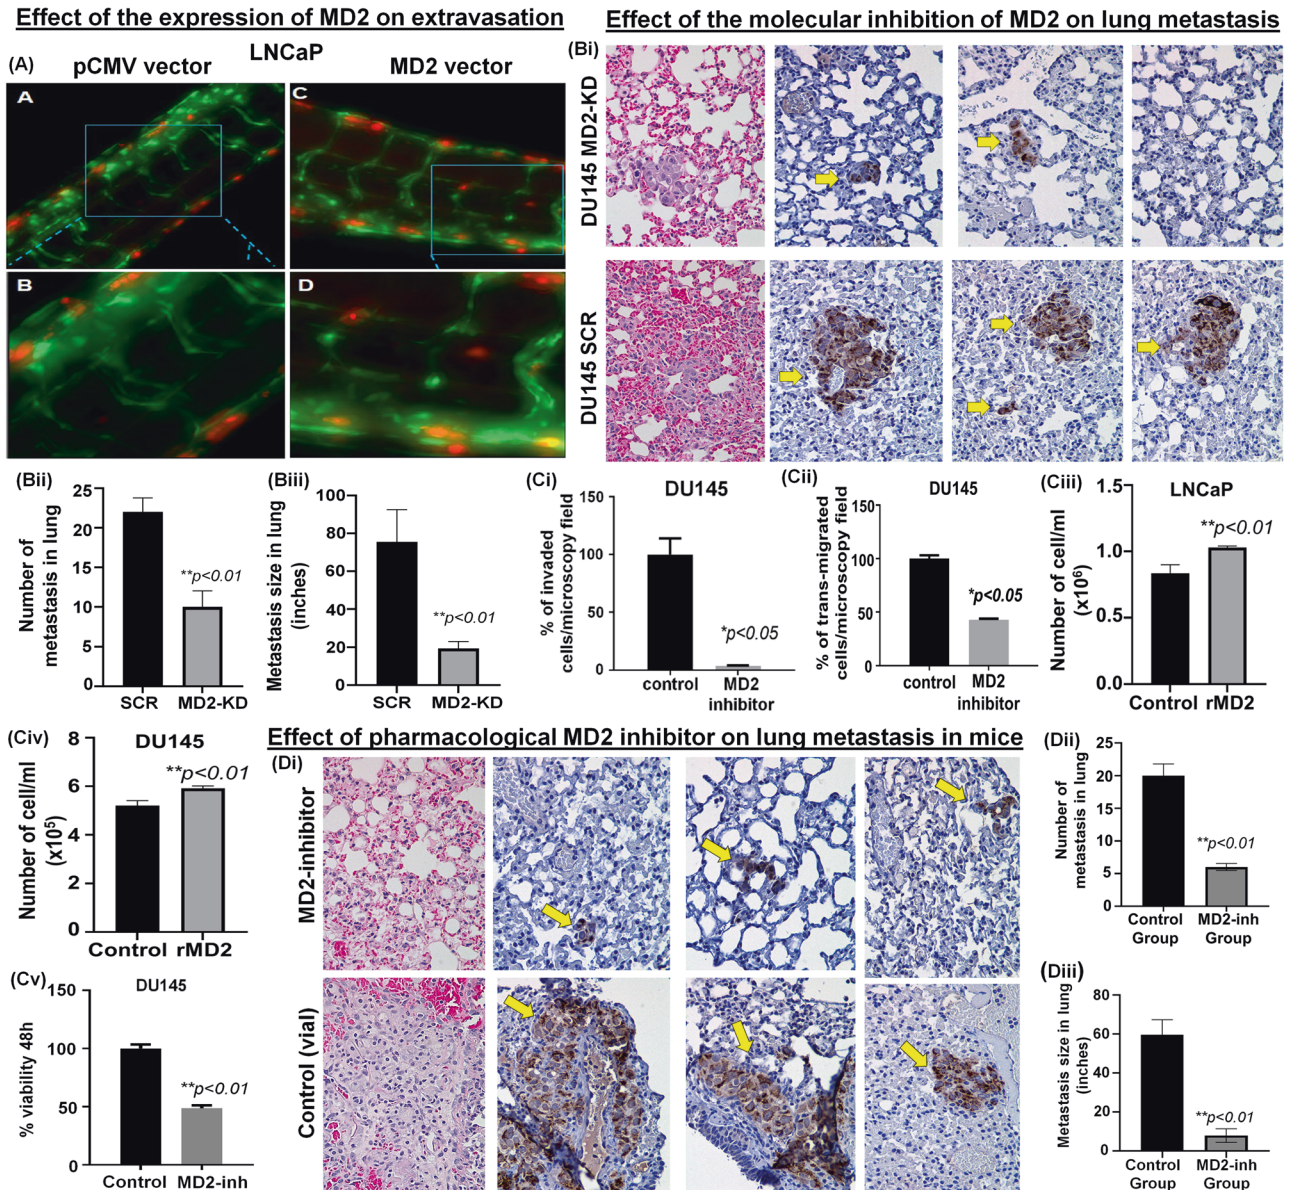 Effect of the expression of MD2 on extravasation
Effect of the molecular inhibition of MD2 on lung metastasis
(A)
LNCaP
pCMV vector
MD2 vector
A
C
B
D
(Bi)
DU145 MD2-KD
DU145 SCR
(Bii)
Number of
metastasis in lung
25
20
15
10
5
0
**p<0.01
SCR
MD2-KD
(Biii)
Metastasis size in lung
(inches)
100
80
60
40
20
0
**p<0.01
SCR
MD2-KD
(Ci)
DU145
% of invaded
cells/microscopy field
150
100
50
0
*p<0.05
control
MD2
inhibitor
(Cii)
DU145
% of trans-migrated
cells/microscopy field
150
100
50
0
*p<0.05
control
MD2
inhibitor
(Ciii)
LNCaP
Number of cell/ml
(x10⁶)
1.5
1.0
0.5
0.0
**p<0.01
Control
rMD2
(Civ)
DU145
Number of cell/ml
(x10⁵)
8
6
4
2
0
**p<0.01
Control
rMD2
(Cv)
DU145
% viability 48h
150
100
50
0
**p<0.01
Control
MD2-inh
Effect of pharmacological MD2 inhibitor on lung metastasis in mice
(Di)
MD2-inhibitor
Control (vial)
(Dii)
Number of
metastasis in lung
25
20
15
10
5
0
**p<0.01
Control
Group
MD2-inh
Group
(Diii)
Metastasis size in lung
(inches)
80
60
40
20
0
**p<0.01
Control
Group
MD2-inh
Group